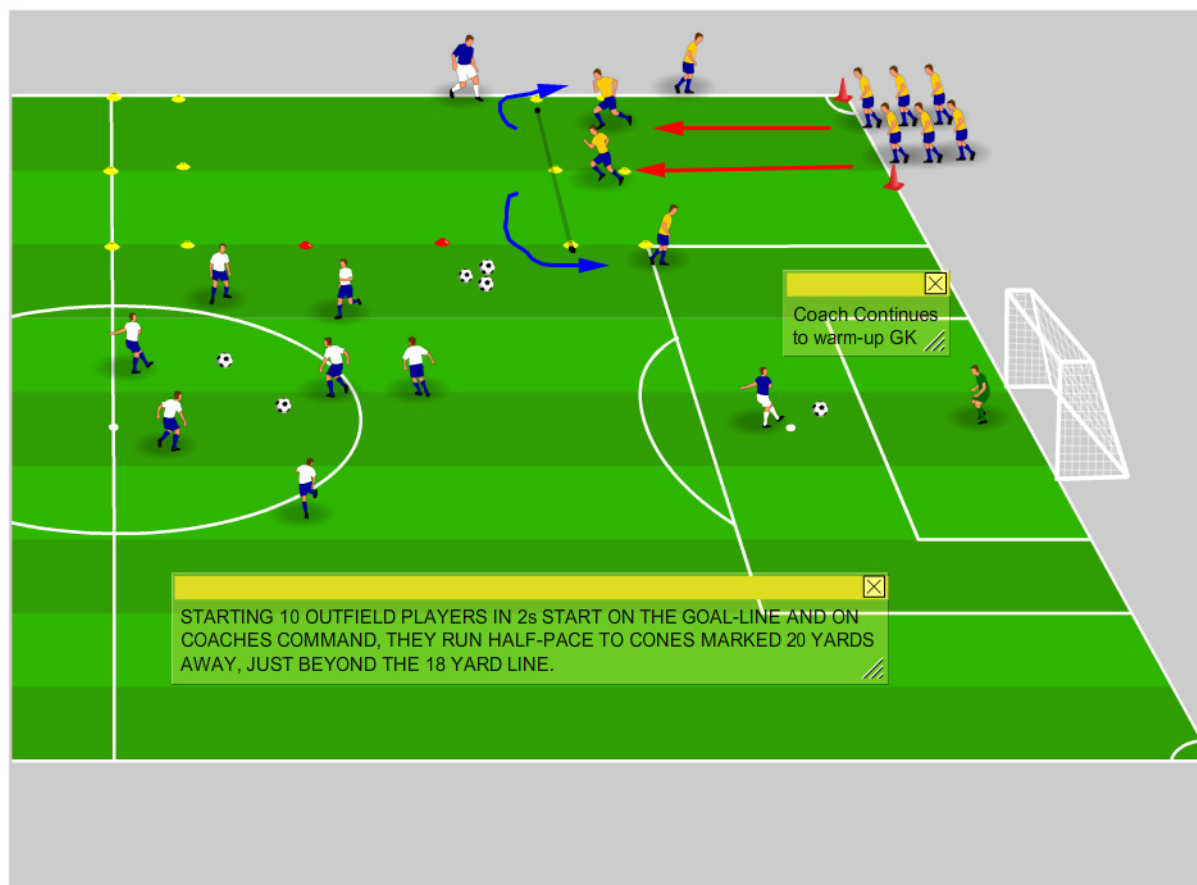 Coach Continues
to warm-up GK
STARTING 10 OUTFIELD PLAYERS IN 2s START ON THE GOAL-LINE AND ON
COACHES COMMAND, THEY RUN HALF-PACE TO CONES MARKED 20 YARDS
AWAY, JUST BEYOND THE 18 YARD LINE.